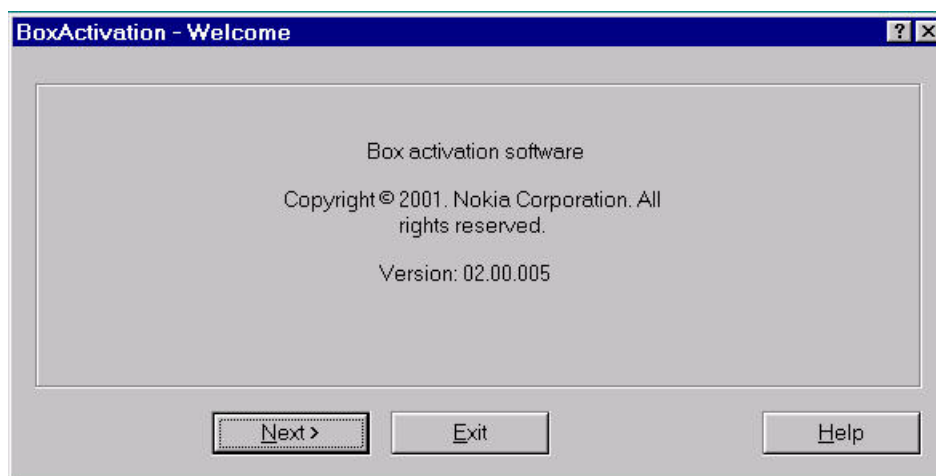 BoxActivation - Welcome
Box activation software
Copyright © 2001. Nokia Corporation. All
rights reserved.
Version: 02.00.005
Next >
Exit
Help